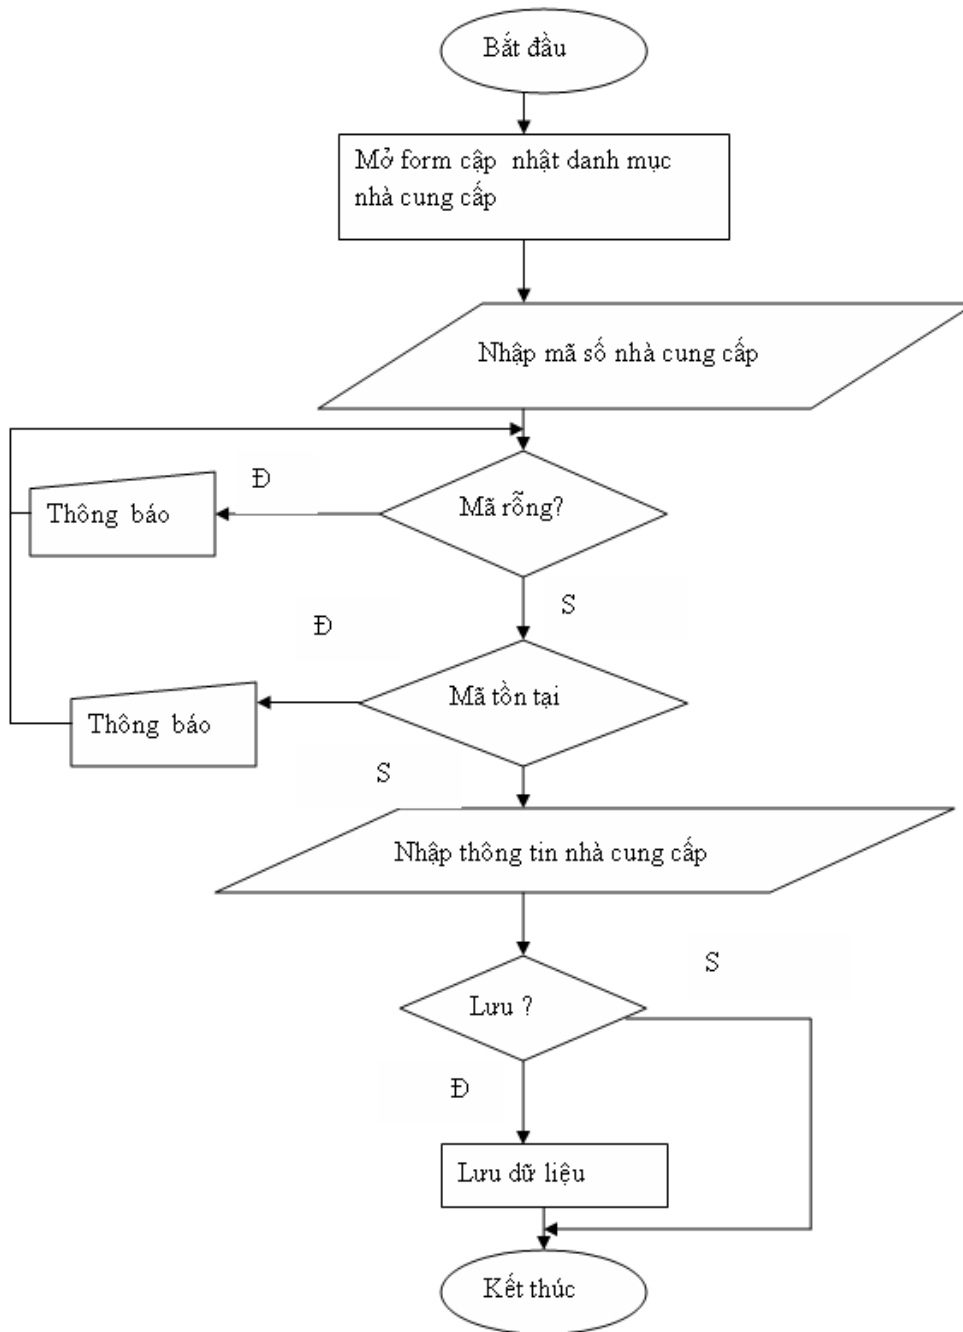 Bắt đầu
Mở form cập nhật danh mục
nhà cung cấp
Nhập mã số nhà cung cấp
Đ
Thông báo
Mã rỗng?
S
Đ
Mã tồn tại
Thông báo
S
Nhập thông tin nhà cung cấp
S
Lưu ?
Đ
Lưu dữ liệu
Kết thúc